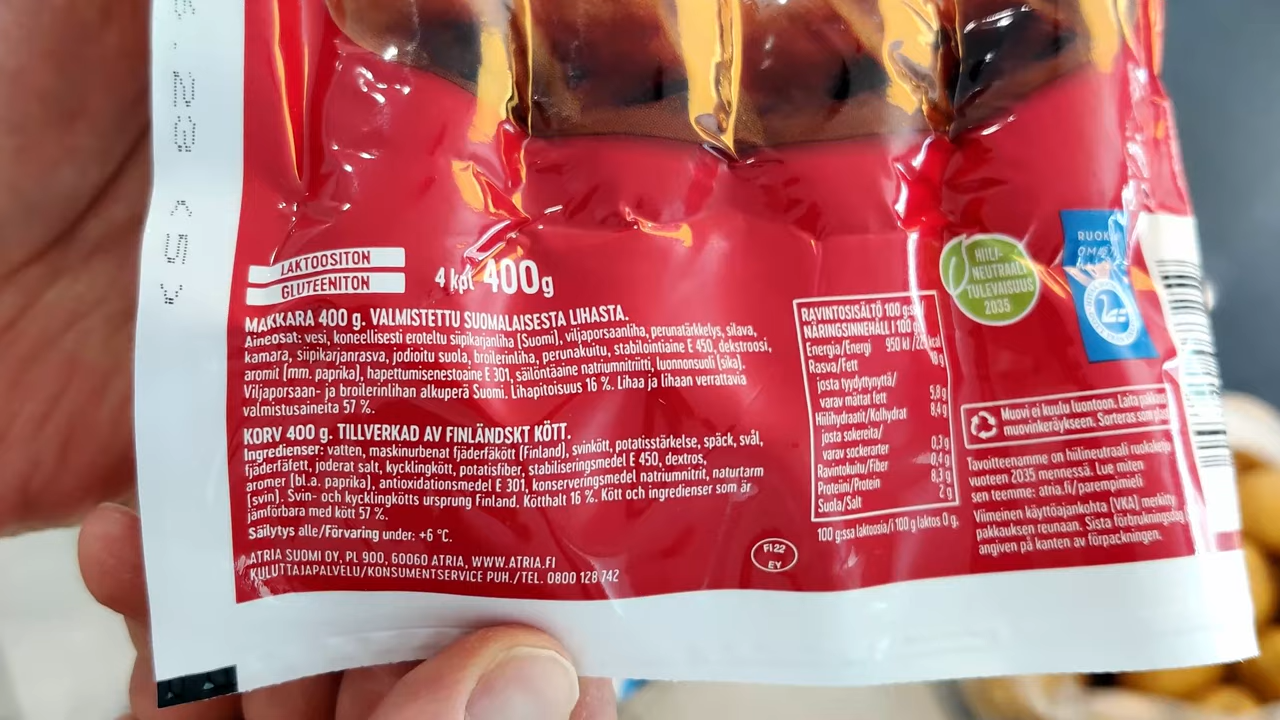 LAKTOOSITON
GLUTEENITON
4 kpl 400g
MAKKARA 400 g. VALMISTETTU SUOMALAISESTA LIHASTA.
Aineosat: vesi, koneellisesti eroteltu siipikarjanliha (Suomi), viljaporsaanliha, perunatärkkelys, silava,
kamara, siipikarjanrasva, jodioitu suola, broilerinliha, perunakuitu, stabilointiaine E 450, dekstroosi,
aromit (mm. paprika), hapettumisenestoaine E 301, säilöntäaine natriumnitriitti, luonnonsuoli (sika).
Viljaporsaan- ja broilerinlihan alkuperä Suomi. Lihapitoisuus 16 %. Lihaa ja lihaan verrattavia
valmistusaineita 57 %.
KORV 400 g. TILLVERKAD AV FINLÄNDSKT KÖTT.
Ingredienser: vatten, maskinurbenat fjäderfäkött (Finland), svinkött, potatisstärkelse, späck, svål,
fjäderfäfett, joderat salt, kycklingkött, potatisfiber, stabiliseringsmedel E 450, dextros,
aromer (bl.a. paprika), antioxidationsmedel E 301, konserveringsmedel natriumnitrit, naturtarm
(svin). Svin- och kycklingkötts ursprung Finland. Kötthalt 16 %. Kött och ingredienser som är
jämförbara med kött 57 %.
Säilytys alle/Förvaring under: +6 °C.
ATRIA SUOMI OY, PL 900, 60060 ATRIA, WWW.ATRIA.FI
KULUTTAJAPALVELU/KONSUMENTSERVICE PUH./TEL. 0800 128 742
FI 22
EY
RAVINTOSISÄLTÖ 100 g:ssa
NÄRINGSINNEHÅLL I 100
Energia/Energi 950 kJ
Rasva/Fett
josta tyydyttynyttä/
varav mättat fett 5,8 g
Hiilihydraatit/Kolhydrat 8,4 g
josta sokereita/
varav sockerarter 0,3 g
Ravintokuitu/Fiber 0,4 g
Proteiini/Protein 8,3 g
Suola/Salt 2 g
100 g:ssa laktoosia/i 100 g laktos 0 g.
HIILI-
NEUTRAALI
TULEVAISUUS
2035
Muovi ei kuulu luontoon. Laita pakkaus
muovinkeräykseen. Sorteras som plast
Tavoitteenamme on hiilineutraali ruokaketju
vuoteen 2035 mennessä. Lue miten
sen teemme: atria.fi/parempimieli
Viimeinen käyttöajankohta (VKA) merkitty
pakkauksen reunaan. Sista förbrukningsdag
angiven på kanten av förpackningen.